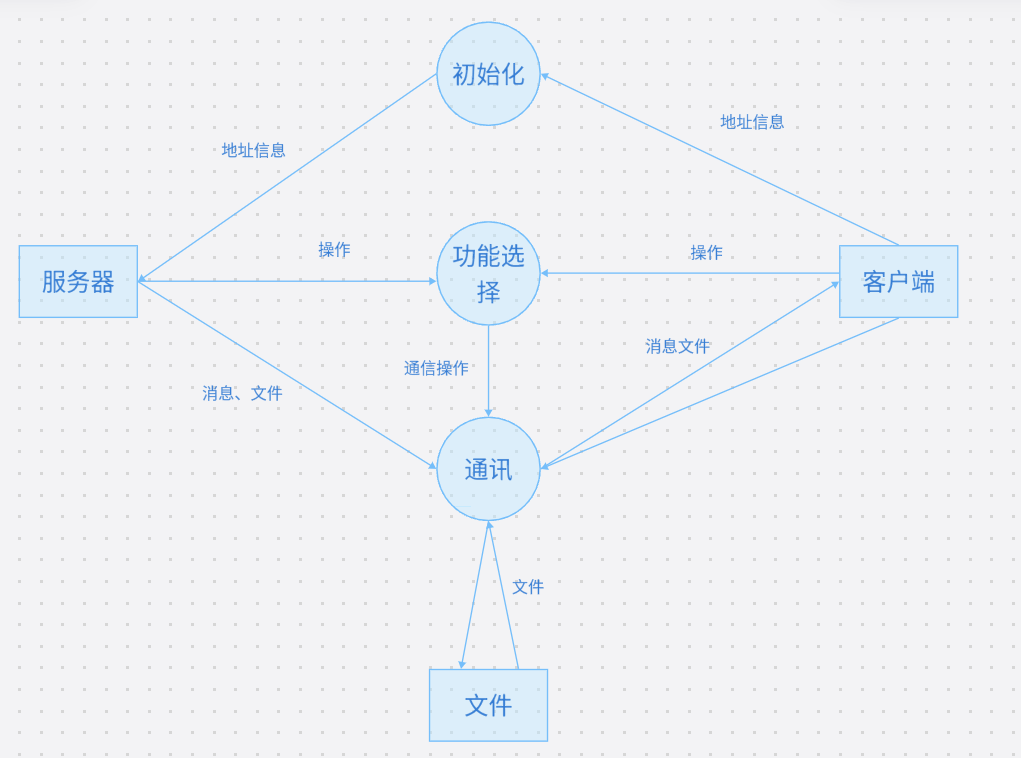 初始化
地址信息
地址信息
服务器
操作
功能选
择
操作
客户端
消息文件
通信操作
消息、文件
通讯
文件
文件